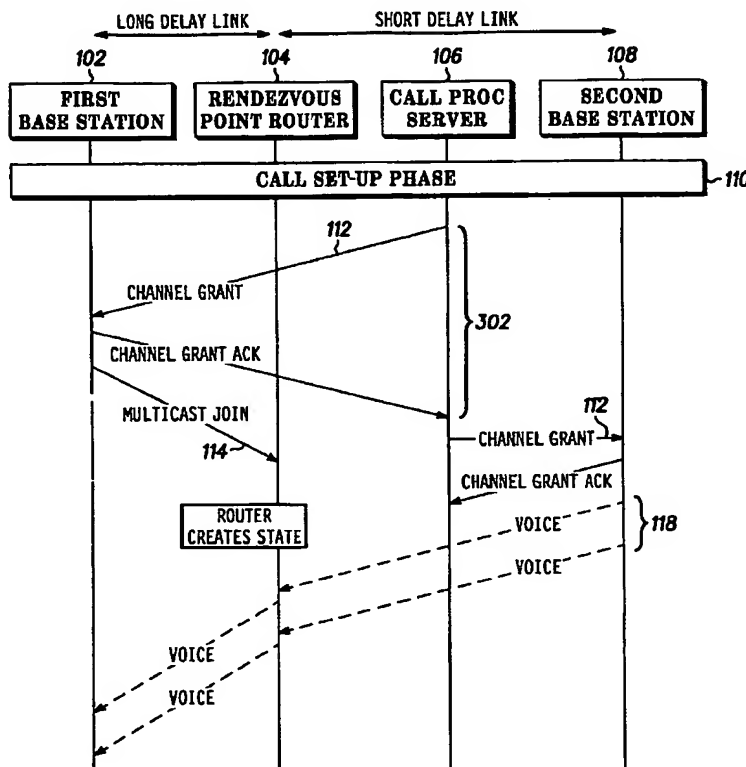 LONG DELAY LINK
SHORT DELAY LINK
102
104
106
108
FIRST
BASE STATION
RENDEZVOUS
POINT ROUTER
CALL PROC
SERVER
SECOND
BASE STATION
CALL SET-UP PHASE
110
112
CHANNEL GRANT
302
CHANNEL GRANT ACK
MULTICAST JOIN
112
114
CHANNEL GRANT
CHANNEL GRANT ACK
ROUTER
CREATES STATE
VOICE
118
VOICE
VOICE
VOICE